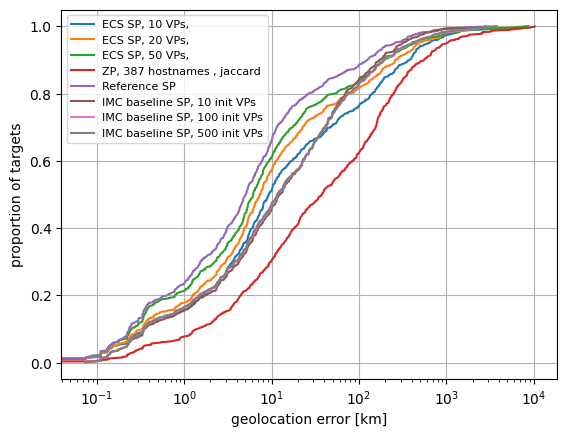 ECS SP, 10 VPs,
ECS SP, 20 VPs,
ECS SP, 50 VPs,
ZP, 387 hostnames , jaccard
Reference SP
IMC baseline SP, 10 init VPs
IMC baseline SP, 100 init VPs
IMC baseline SP, 500 init VPs
proportion of targets
1.0
0.8
0.6
0.4
0.2
0.0
10⁻¹ 10⁰ 10¹ 10² 10³ 10⁴
geolocation error [km]